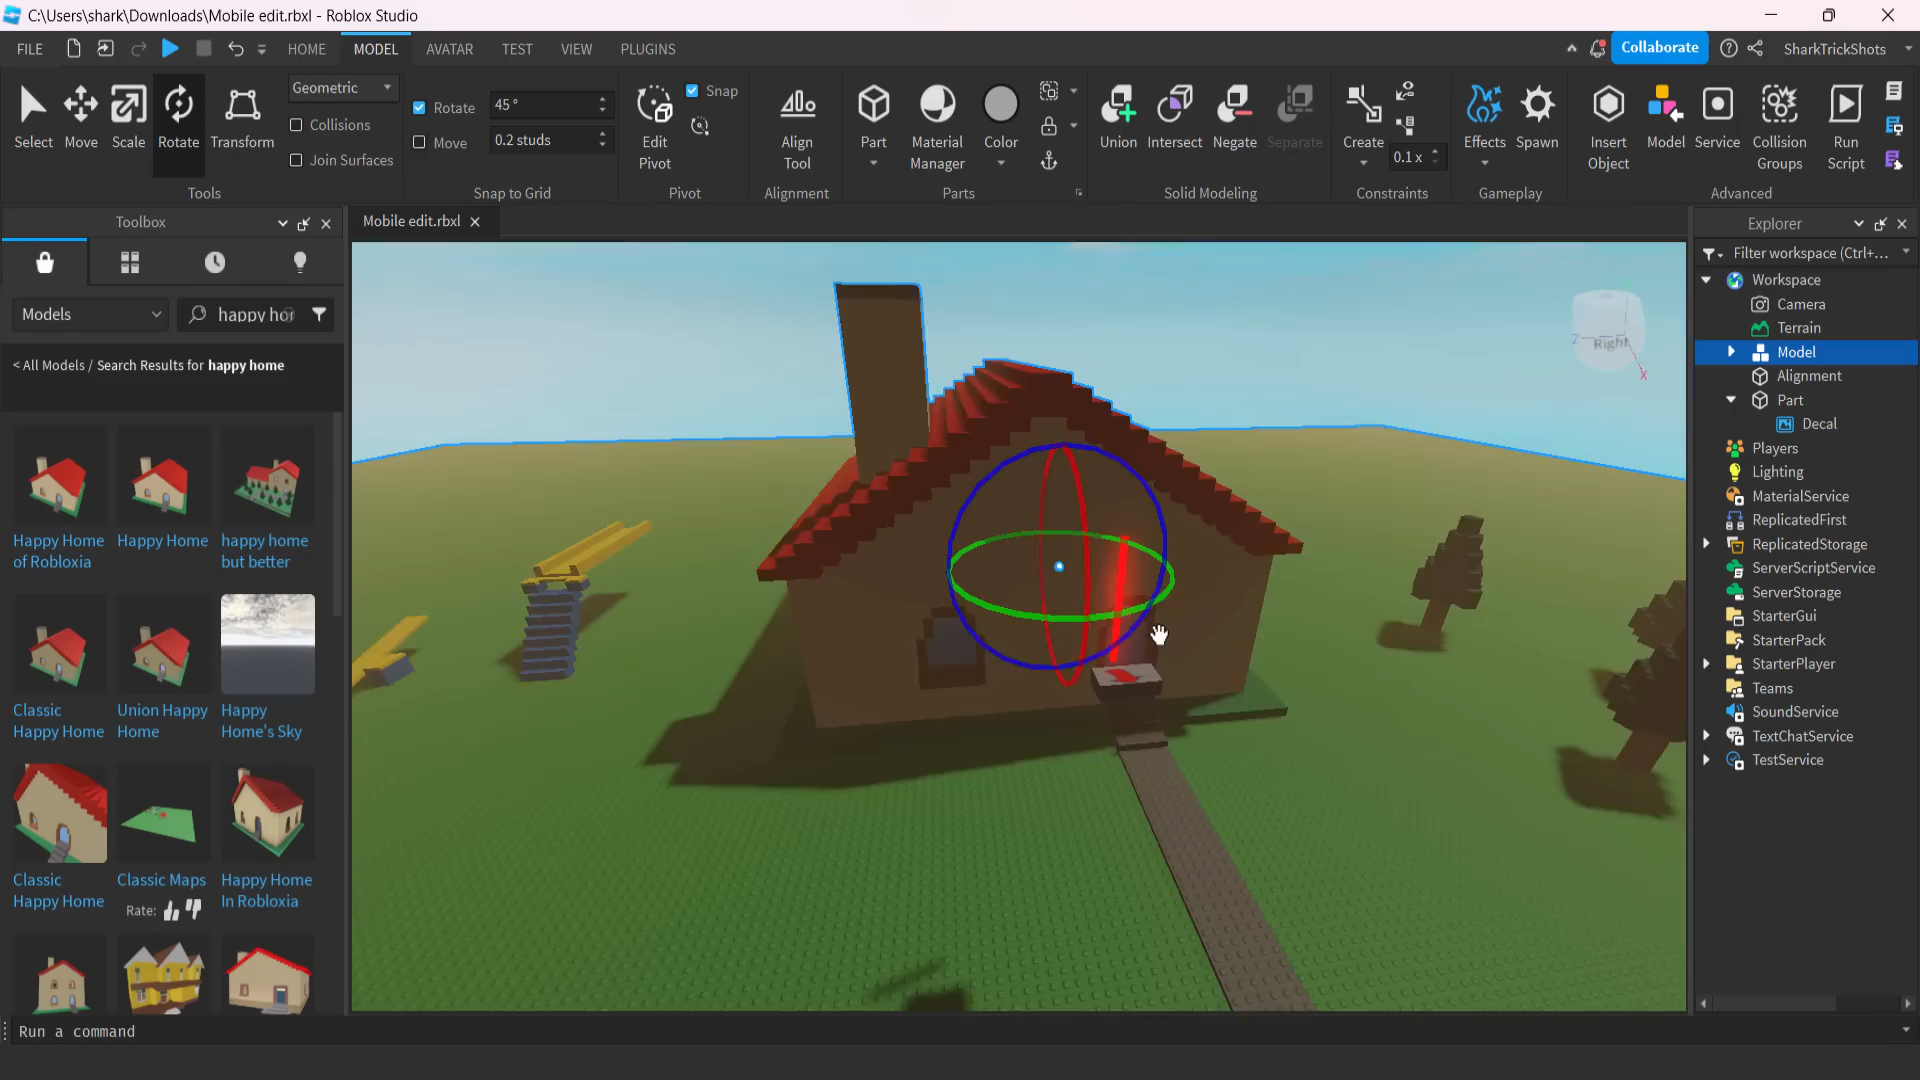 C:\Users\shark\Downloads\Mobile edit.rbxl - Roblox Studio
FILE
HOME
MODEL
AVATAR
TEST
VIEW
PLUGINS
Collaborate
SharkTrickShots
Select
Move
Scale
Rotate
Transform
Geometric
Collisions
Join Surfaces
Tools
Rotate
45 °
Move
0.2 studs
Snap to Grid
Edit
Pivot
Snap
Pivot
Align
Tool
Alignment
Part
Material
Manager
Color
Parts
Union
Intersect
Negate
Separate
Solid Modeling
Create
0.1 x
Constraints
Effects
Spawn
Gameplay
Insert
Object
Model
Service
Collision
Groups
Run
Script
Advanced
Toolbox
Models
happy ho
< All Models / Search Results for happy home
Happy Home
of Robloxia
Happy Home
happy home
but better
Classic
Happy Home
Union Happy
Home
Happy
Home's Sky
Classic
Happy Home
Classic Maps
Rate:
Happy Home
In Robloxia
Mobile edit.rbxl
Right
Z
X
Explorer
Filter workspace (Ctrl+...
Workspace
Camera
Terrain
Model
Alignment
Part
Decal
Players
Lighting
MaterialService
ReplicatedFirst
ReplicatedStorage
ServerScriptService
ServerStorage
StarterGui
StarterPack
StarterPlayer
Teams
SoundService
TextChatService
TestService
Run a command